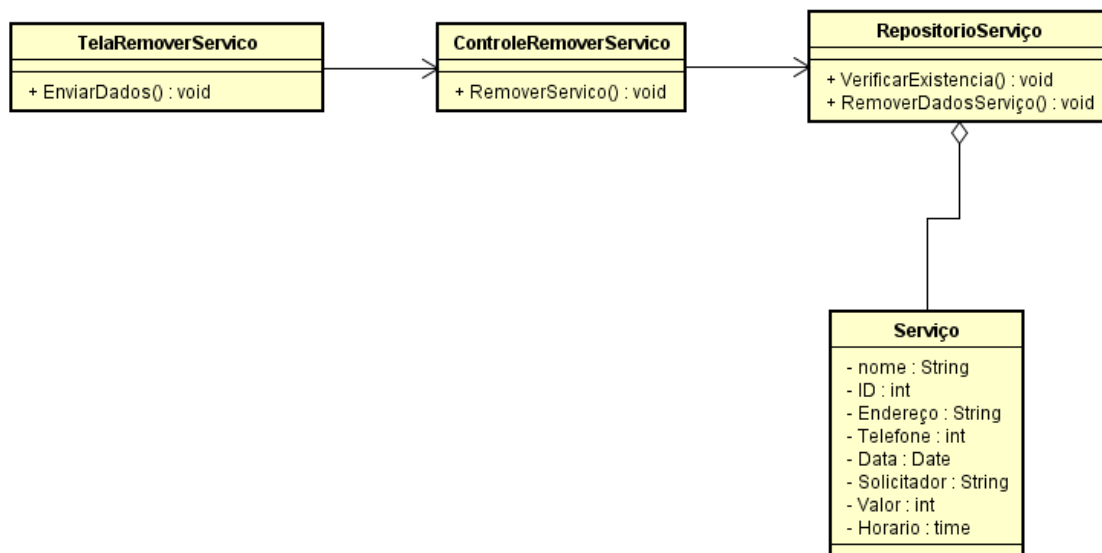 TelaRemoverServico
+ EnviarDados() : void
ControleRemoverServico
+ RemoverServico() : void
RepositorioServiço
+ VerificarExistencia() : void
+ RemoverDadosServiço() : void
Serviço
- nome : String
- ID : int
- Endereço : String
- Telefone : int
- Data : Date
- Solicitador : String
- Valor : int
- Horario : time